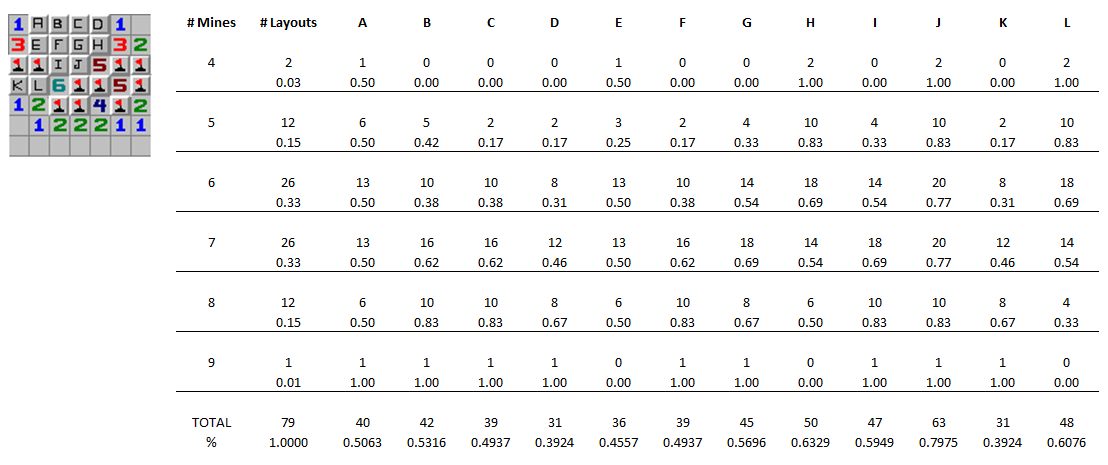 1 A B C D 1
3 E F G H 3 2
I J 5
K L 6 5
1 2 4 2
1 2 2 2 1 1
# Mines # Layouts A B C D E F G H I J K L
4 2 1 0 0 0 1 0 0 2 0 2 0 2
0.03 0.50 0.00 0.00 0.00 0.50 0.00 0.00 1.00 0.00 1.00 0.00 1.00
5 12 6 5 2 2 3 2 4 10 4 10 2 10
0.15 0.50 0.42 0.17 0.17 0.25 0.17 0.33 0.83 0.33 0.83 0.17 0.83
6 26 13 10 10 8 13 10 14 18 14 20 8 18
0.33 0.50 0.38 0.38 0.31 0.50 0.38 0.54 0.69 0.54 0.77 0.31 0.69
7 26 13 16 16 12 13 16 18 14 18 20 12 14
0.33 0.50 0.62 0.62 0.46 0.50 0.62 0.69 0.54 0.69 0.77 0.46 0.54
8 12 6 10 10 8 6 10 8 6 10 10 8 4
0.15 0.50 0.83 0.83 0.67 0.50 0.83 0.67 0.50 0.83 0.83 0.67 0.33
9 1 1 1 1 1 0 1 1 0 1 1 1 0
0.01 1.00 1.00 1.00 1.00 0.00 1.00 1.00 0.00 1.00 1.00 1.00 0.00
TOTAL 79 40 42 39 31 36 39 45 50 47 63 31 48
% 1.0000 0.5063 0.5316 0.4937 0.3924 0.4557 0.4937 0.5696 0.6329 0.5949 0.7975 0.3924 0.6076